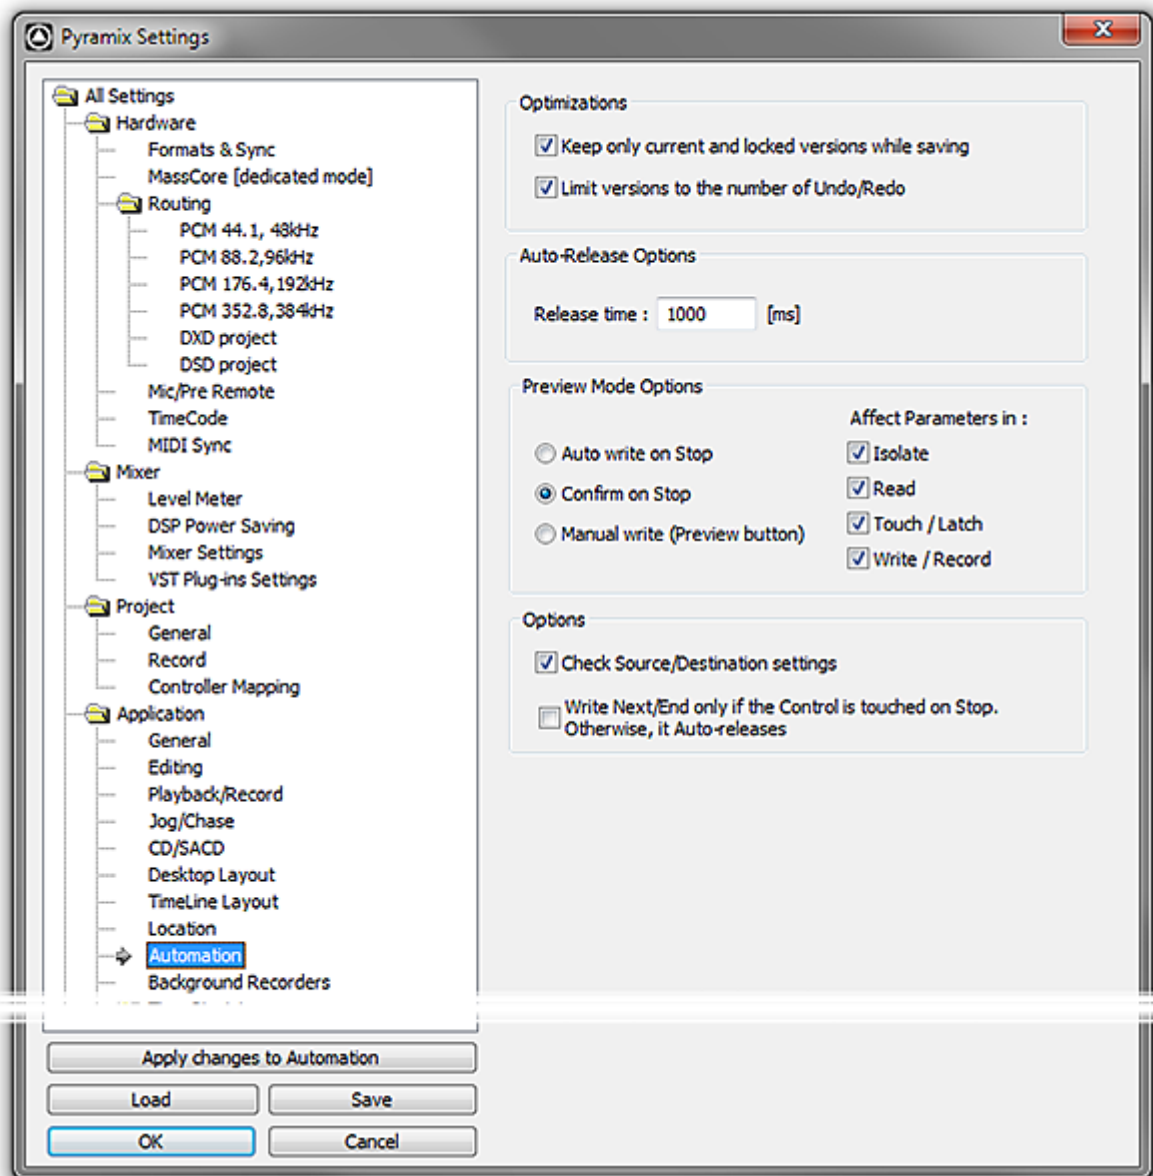 Pyramix Settings
All Settings
Hardware
Formats & Sync
MassCore [dedicated mode]
Routing
PCM 44.1, 48kHz
PCM 88.2,96kHz
PCM 176.4,192kHz
PCM 352.8,384kHz
DXD project
DSD project
Mic/Pre Remote
TimeCode
MIDI Sync
Mixer
Level Meter
DSP Power Saving
Mixer Settings
VST Plug-ins Settings
Project
General
Record
Controller Mapping
Application
General
Editing
Playback/Record
Jog/Chase
CD/SACD
Desktop Layout
TimeLine Layout
Location
Automation
Background Recorders
Apply changes to Automation
Load
Save
OK
Cancel
Optimizations
Keep only current and locked versions while saving
Limit versions to the number of Undo/Redo
Auto-Release Options
Release time : 1000 [ms]
Preview Mode Options
Auto write on Stop
Confirm on Stop
Manual write (Preview button)
Affect Parameters in :
Isolate
Read
Touch / Latch
Write / Record
Options
Check Source/Destination settings
Write Next/End only if the Control is touched on Stop.
Otherwise, it Auto-releases